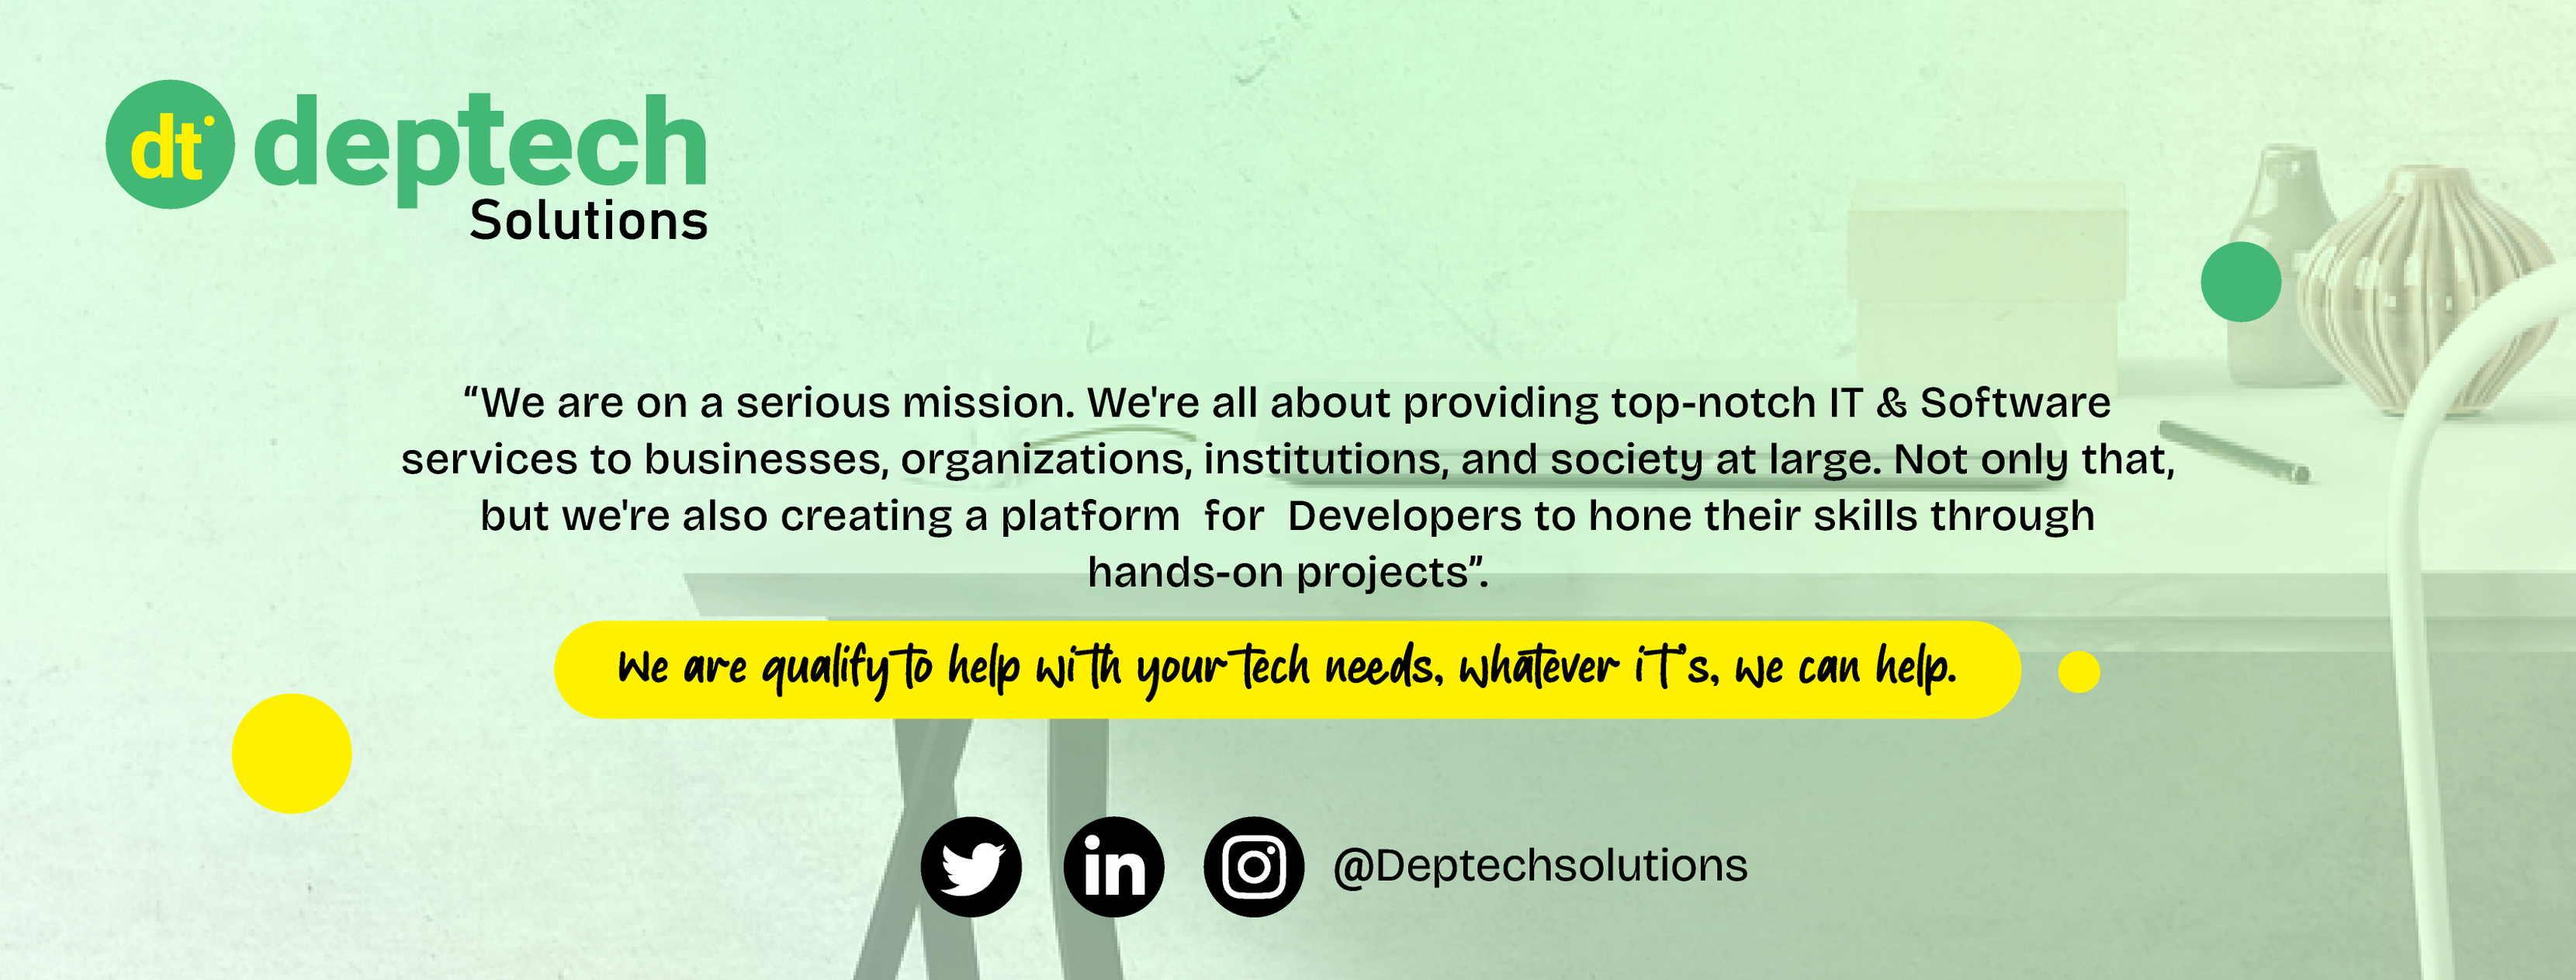 dt
deptech
Solutions
“We are on a serious mission. We're all about providing top-notch IT & Software
services to businesses, organizations, institutions, and society at large. Not only that,
but we're also creating a platform  for  Developers to hone their skills through
hands-on projects”.
We are qualify to help with your tech needs, whatever it's, we can help.
in
@Deptechsolutions